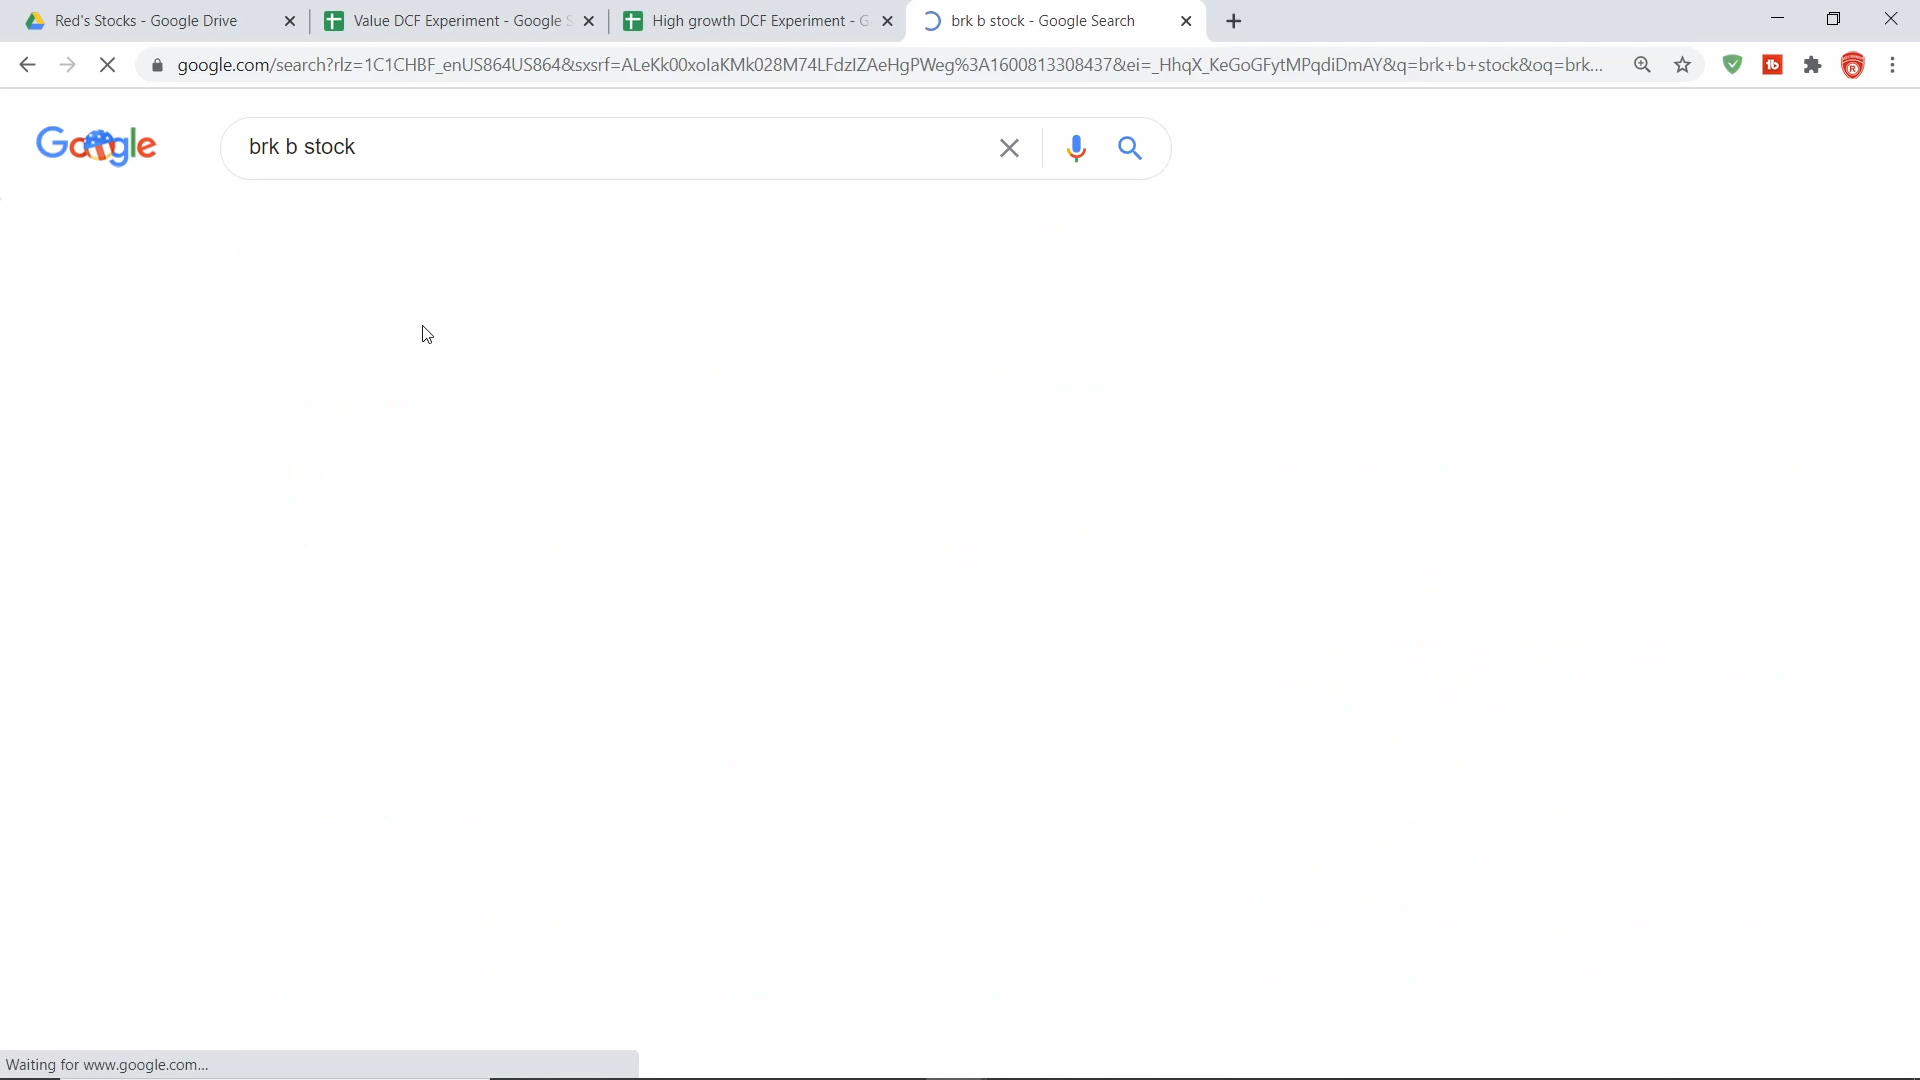 Red's Stocks - Google Drive
Value DCF Experiment - Google S
High growth DCF Experiment - G
brk b stock - Google Search
google.com/search?rlz=1C1CHBF_enUS864US864&sxsrf=ALeKk00xolaKMk028M74LFdzIZAeHgPWeg%3A1600813308437&ei=_HhqX_KeGoGFytMPqdiDmAY&q=brk+b+stock&oq=brk...
Google
brk b stock
Waiting for www.google.com...